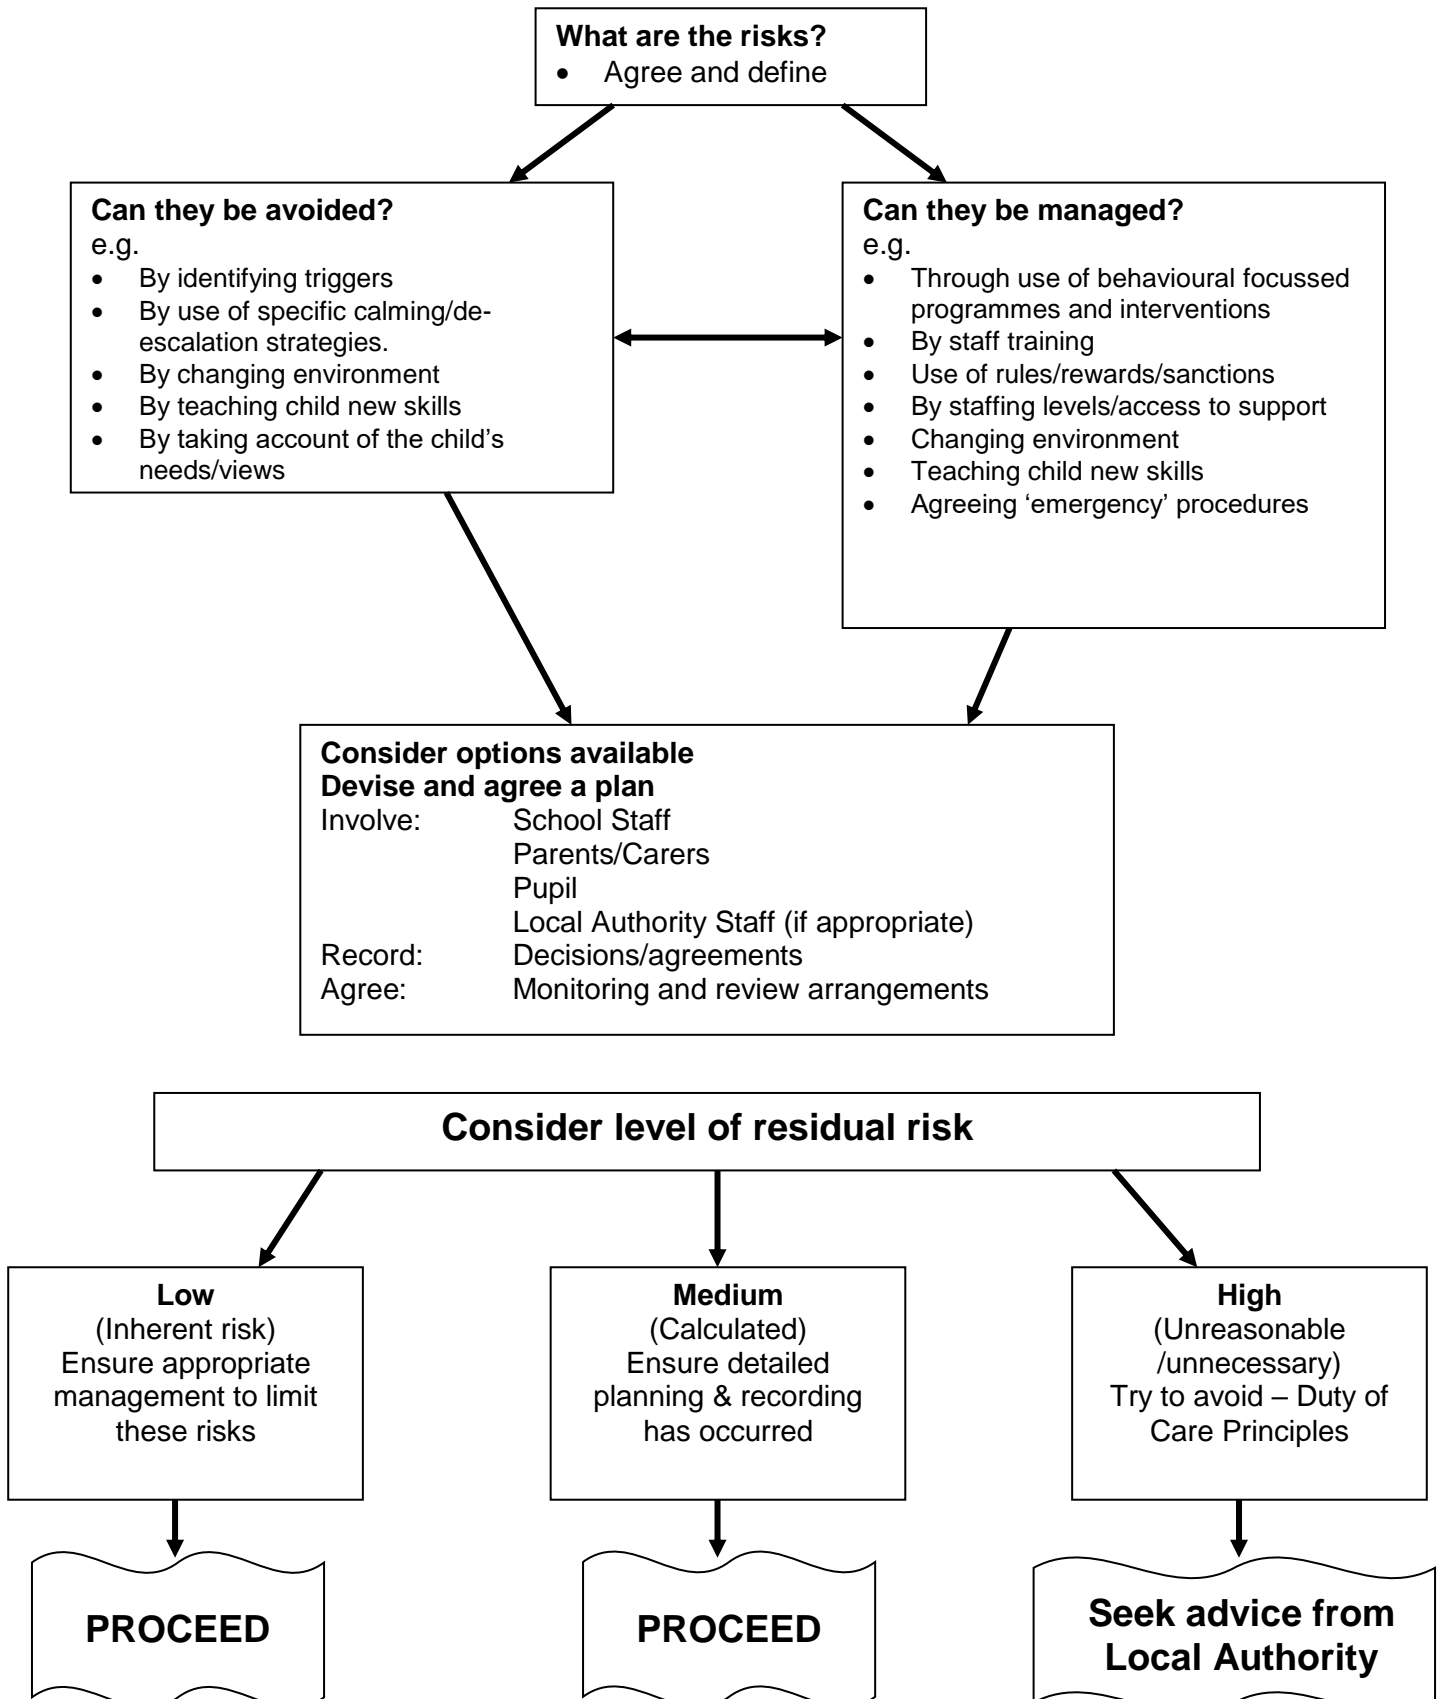 What are the risks?
• Agree and define
Can they be avoided?
e.g.
• By identifying triggers
• By use of specific calming/de-
escalation strategies.
• By changing environment
• By teaching child new skills
• By taking account of the child’s
needs/views
Can they be managed?
e.g.
• Through use of behavioural focussed
programmes and interventions
• By staff training
• Use of rules/rewards/sanctions
• By staffing levels/access to support
• Changing environment
• Teaching child new skills
• Agreeing ‘emergency’ procedures
Consider options available
Devise and agree a plan
Involve: School Staff
Parents/Carers
Pupil
Local Authority Staff (if appropriate)
Record: Decisions/agreements
Agree: Monitoring and review arrangements
Consider level of residual risk
Low
(Inherent risk)
Ensure appropriate
management to limit
these risks
Medium
(Calculated)
Ensure detailed
planning & recording
has occurred
High
(Unreasonable
/unnecessary)
Try to avoid – Duty of
Care Principles
PROCEED
PROCEED
Seek advice from
Local Authority